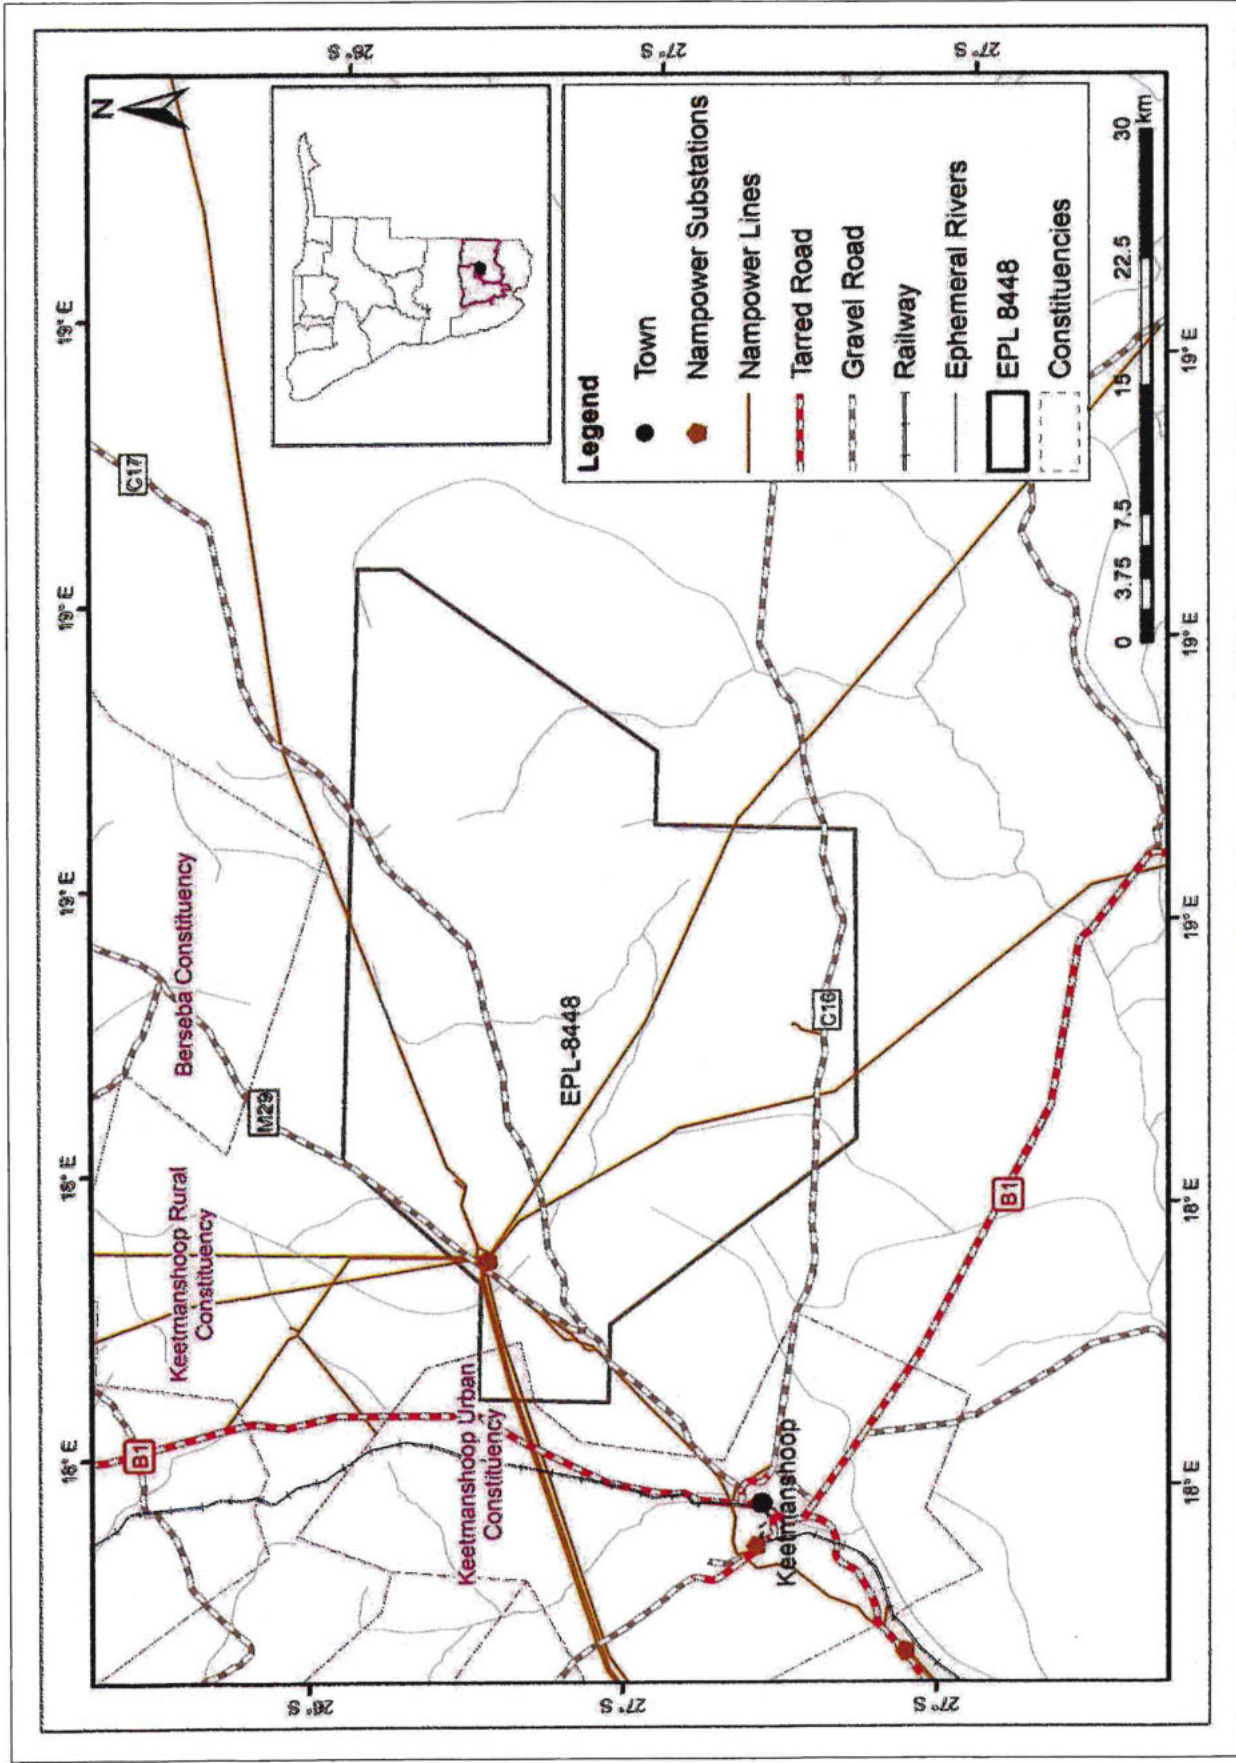 19° E
19° E
19° E
18° E
18° E
N
26° S
27° S
27° S
26° S
27° S
27° S
B1
Keetmanshoop Rural
Constituency
M29
Berseba Constituency
C17
Keetmanshoop Urban
Constituency
EPL-8448
Keetmanshoop
C16
B1
Legend
Town
Nampower Substations
Nampower Lines
Tarred Road
Gravel Road
Railway
Ephemeral Rivers
EPL 8448
Constituencies
0 3.75 7.5 15 22.5 30
km
18° E
18° E
19° E
19° E
19° E